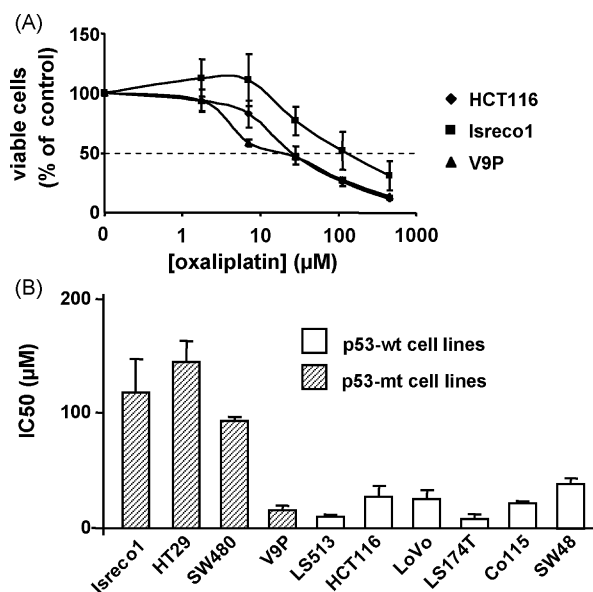 (A)
150
100
50
0
viable cells
(% of control)
0 1 10 100 1000
[oxaliplatin] (µM)
HCT116
Isreco1
V9P
(B)
200
100
0
IC50 (µM)
p53-wt cell lines
p53-mt cell lines
Isreco1
HT29
SW480
V9P
LS513
HCT116
LoVo
LS174T
Co115
SW48